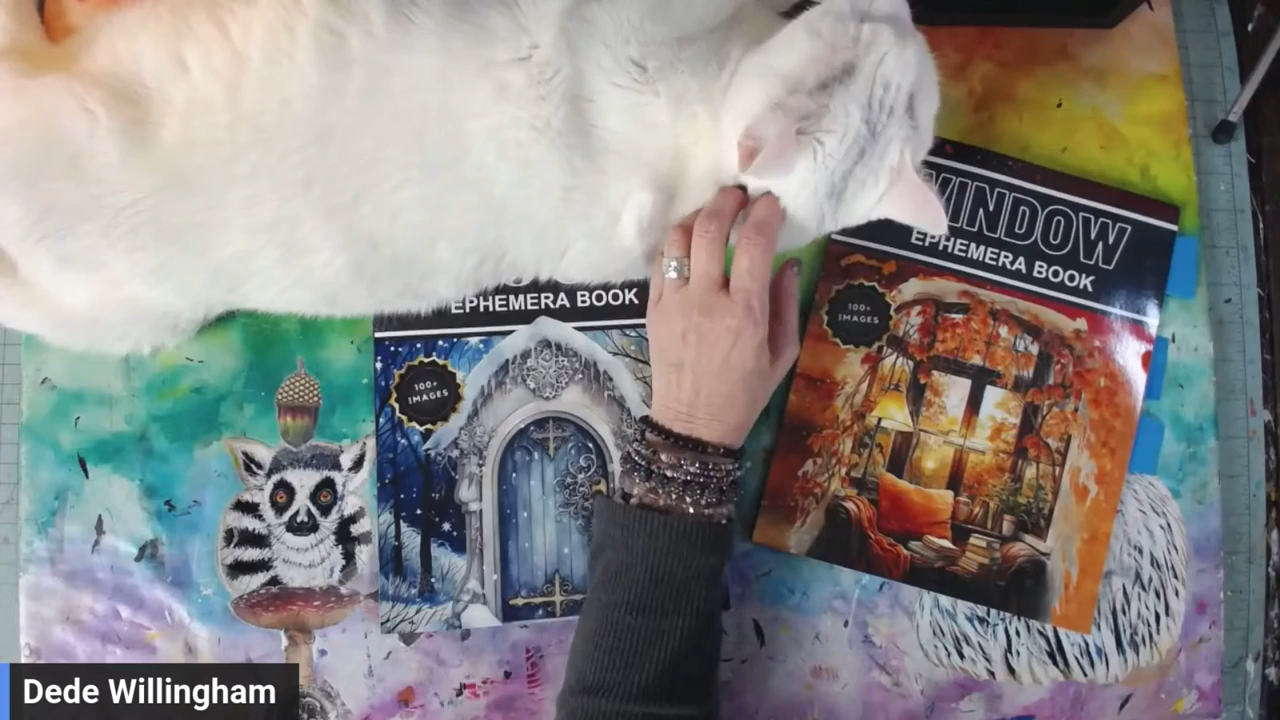 WINDOW
EPHEMERA BOOK
100+
IMAGES
EPHEMERA BOOK
100+
IMAGES
Dede Willingham